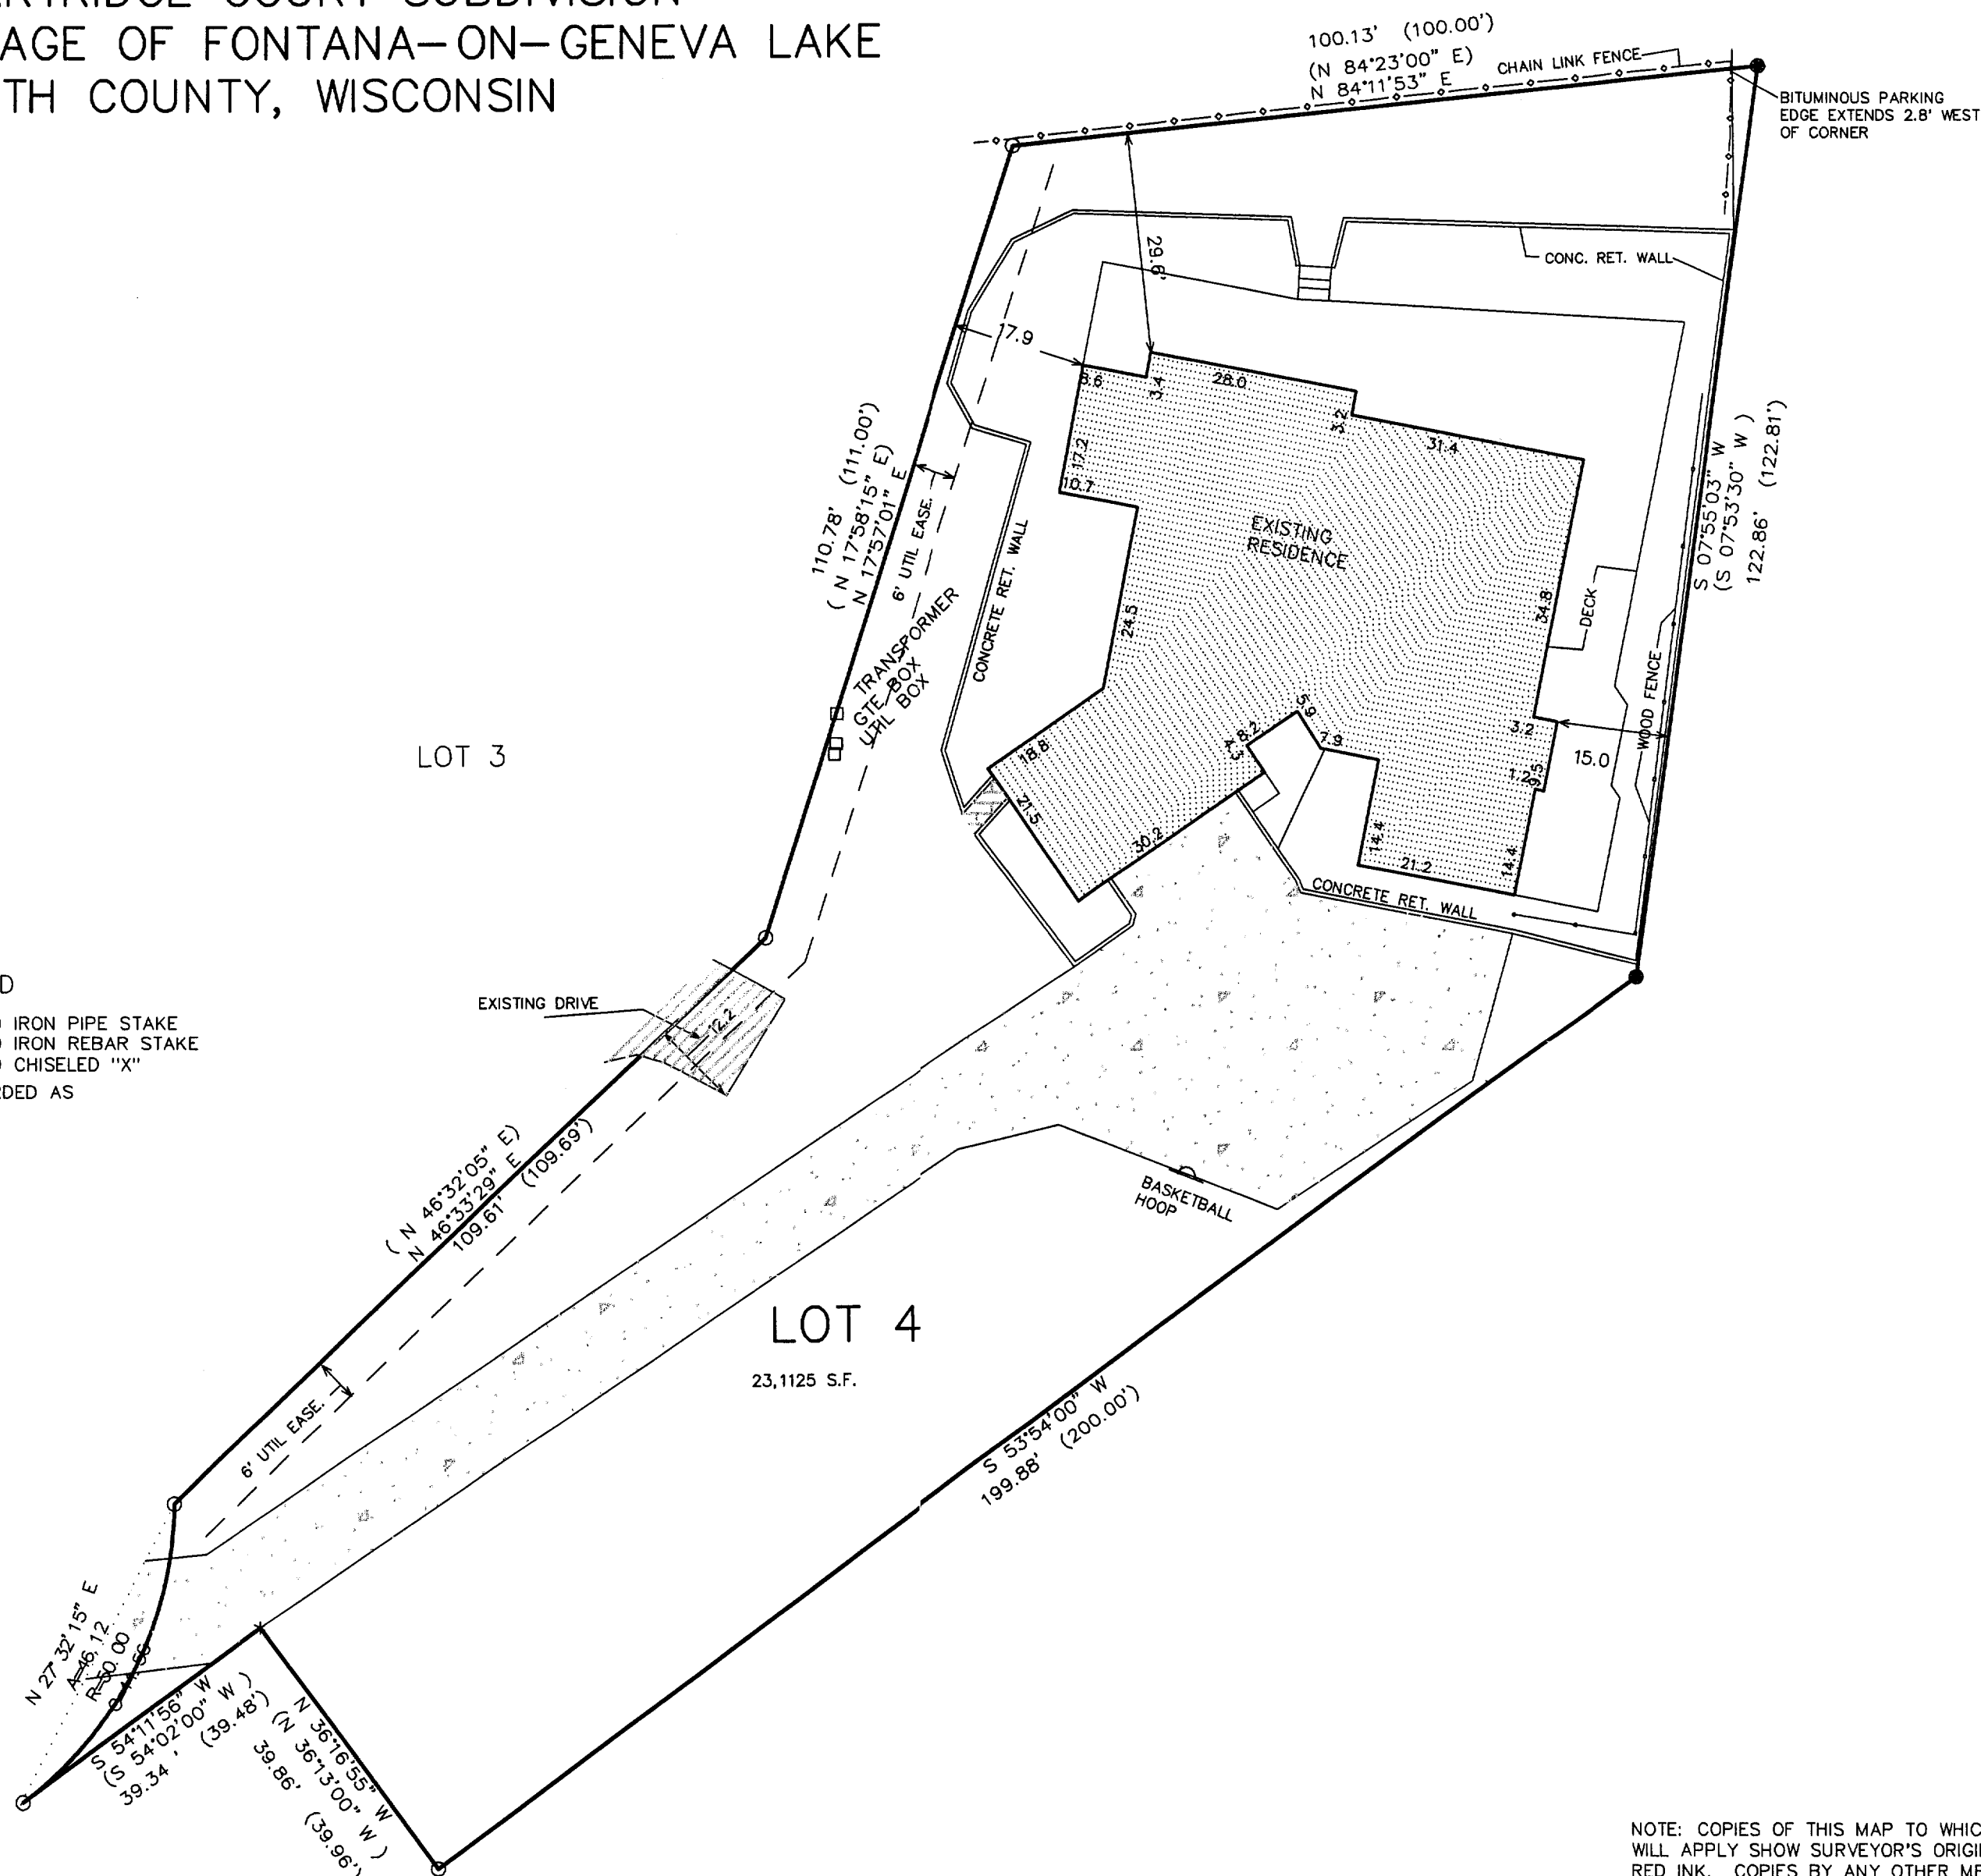 COURT SUBDIVISION
AGE OF FONTANA-ON-GENEVA LAKE
TH COUNTY, WISCONSIN
100.13' (100.00')
(N 84°23'00" E)
N 84°11'53" E
CHAIN LINK FENCE
BITUMINOUS PARKING
EDGE EXTENDS 2.8' WEST
OF CORNER
CONC. RET. WALL
29.6'
17.9
8.6
3.4
28.0
3.2
31.4
17.2
10.7
EXISTING
RESIDENCE
24.5
34.8
DECK
WOOD FENCE
S 07°55'03" W
(S 07°53'30" W )
122.86' (122.81')
110.78' (111.00')
( N 17°58'15" E)
N 17°57'01" E
6' UTIL EASE.
CONCRETE RET. WALL
TRANSFORMER
GTE BOX
UTIL BOX
LOT 3
18.8
21.5
30.2
8.2
5.9
7.9
3.2
15.0
1.2
9.5
14.4
21.2
14.4
CONCRETE RET. WALL
D
IRON PIPE STAKE
IRON REBAR STAKE
CHISELED "X"
DED AS
EXISTING DRIVE
12.2
( N 46°32'05" E)
N 46°33'29" E
109.61' (109.69')
BASKETBALL
HOOP
LOT 4
23,1125 S.F.
6' UTIL EASE.
S 53°54'00" W
199.88' (200.00')
N 27°32'15" E
A=46.12
R=50.00
S 54°11'56" W
(S 54°02'00" W )
39.34 ' (39.48')
N 36°16'55" W
(N 36°13'00" W )
39.86' (39.96')
NOTE: COPIES OF THIS MAP TO WHIC
WILL APPLY SHOW SURVEYOR'S ORIGI
RED INK. COPIES BY ANY OTHER ME